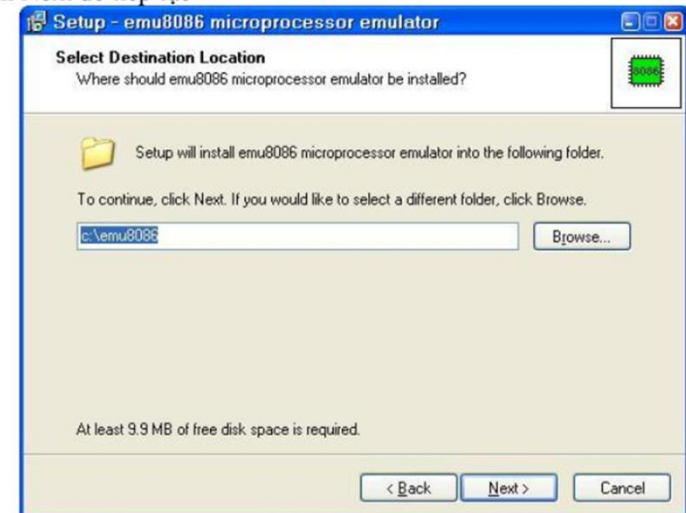 Setup - emu8086 microprocessor emulator
Select Destination Location
Where should emu8086 microprocessor emulator be installed?
8086
Setup will install emu8086 microprocessor emulator into the following folder.
To continue, click Next. If you would like to select a different folder, click Browse.
c:\emu8086
Browse...
At least 9.9 MB of free disk space is required.
< Back Next > Cancel